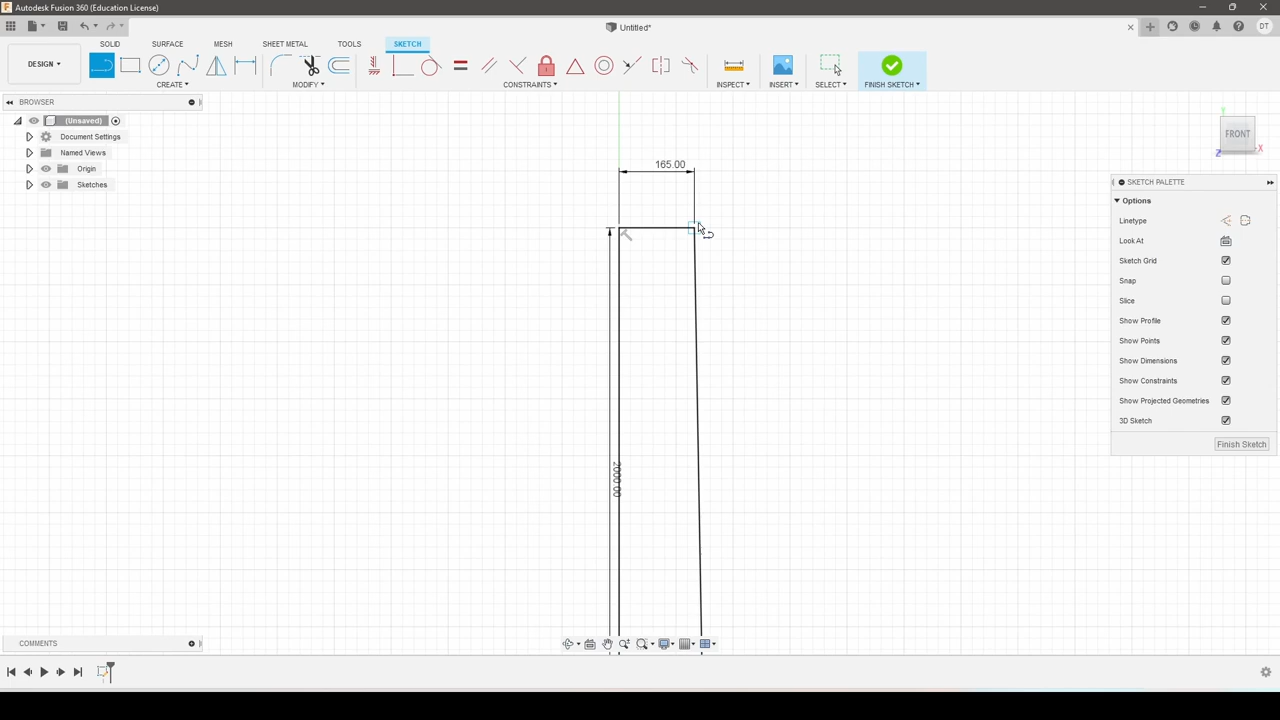 Autodesk Fusion 360 (Education License)
Untitled*
DT
SOLID
SURFACE
MESH
SHEET METAL
TOOLS
SKETCH
DESIGN
CREATE
MODIFY
CONSTRAINTS
INSPECT
INSERT
SELECT
FINISH SKETCH
BROWSER
(Unsaved)
Document Settings
Named Views
Origin
Sketches
Y
FRONT
X
Z
165.00
2000.00
SKETCH PALETTE
Options
Linetype
Look At
Sketch Grid
Snap
Slice
Show Profile
Show Points
Show Dimensions
Show Constraints
Show Projected Geometries
3D Sketch
Finish Sketch
COMMENTS